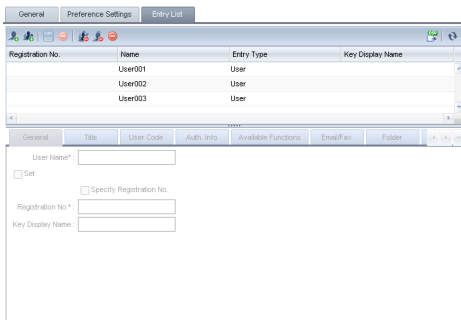 General Preference Settings Entry List
Registration No. Name Entry Type Key Display Name
User001 User
User002 User
User003 User
General Title User Code Auth. Info Available Functions Email/Fax Folder
User Name* :
Set
Specify Registration No.
Registration No.* :
Key Display Name :